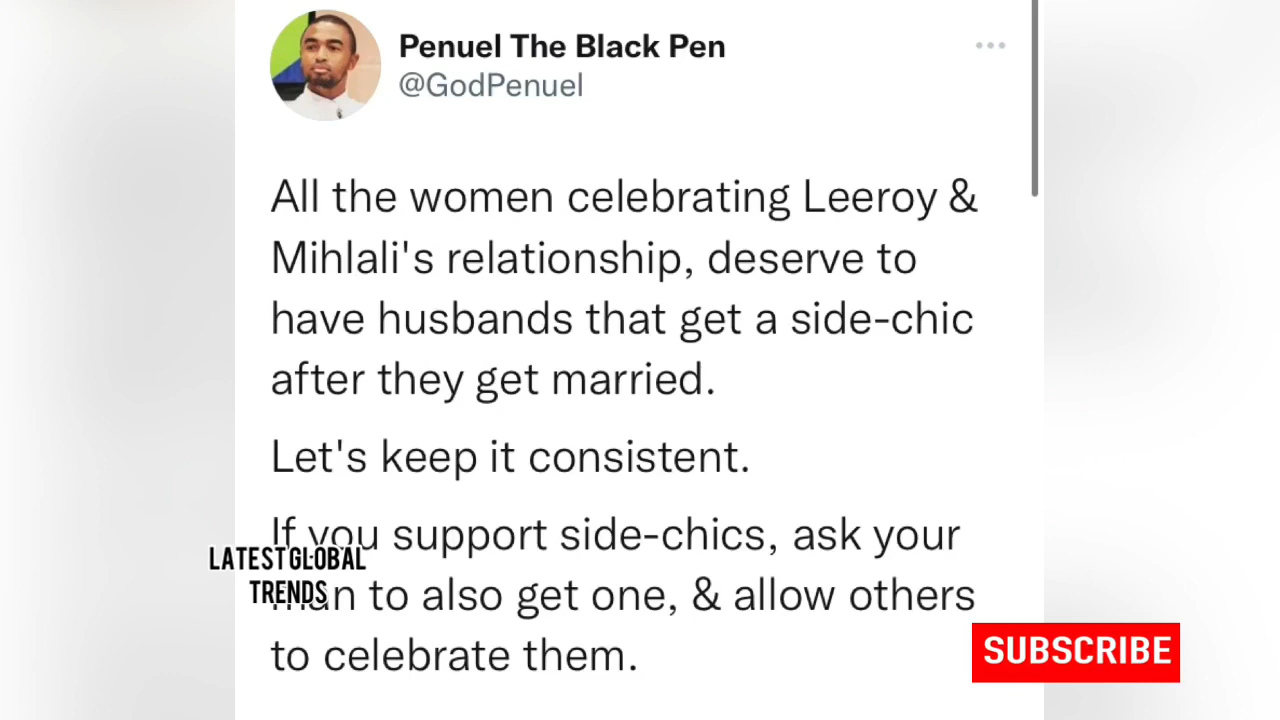 Penuel The Black Pen
@GodPenuel
All the women celebrating Leeroy &
Mihlali's relationship, deserve to
have husbands that get a side-chic
after they get married.
Let's keep it consistent.
If you support side-chics, ask your
man to also get one, & allow others
to celebrate them.
LATEST GLOBAL
TRENDS
SUBSCRIBE